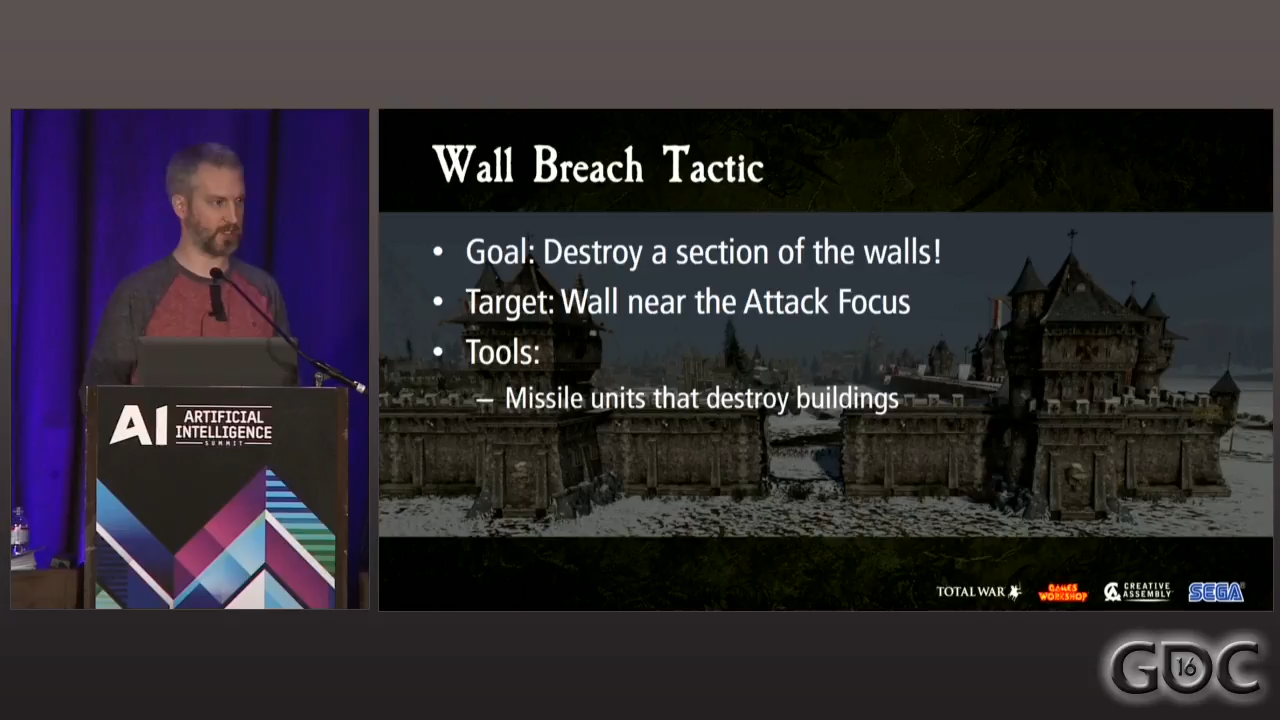 Wall Breach Tactic
• Goal: Destroy a section of the walls!
• Target: Wall near the Attack Focus
• Tools:
– Missile units that destroy buildings
AI ARTIFICIAL
INTELLIGENCE
SUMMIT
TOTAL WAR
GAMES
WORKSHOP
CREATIVE
ASSEMBLY
SEGA
GDC
16